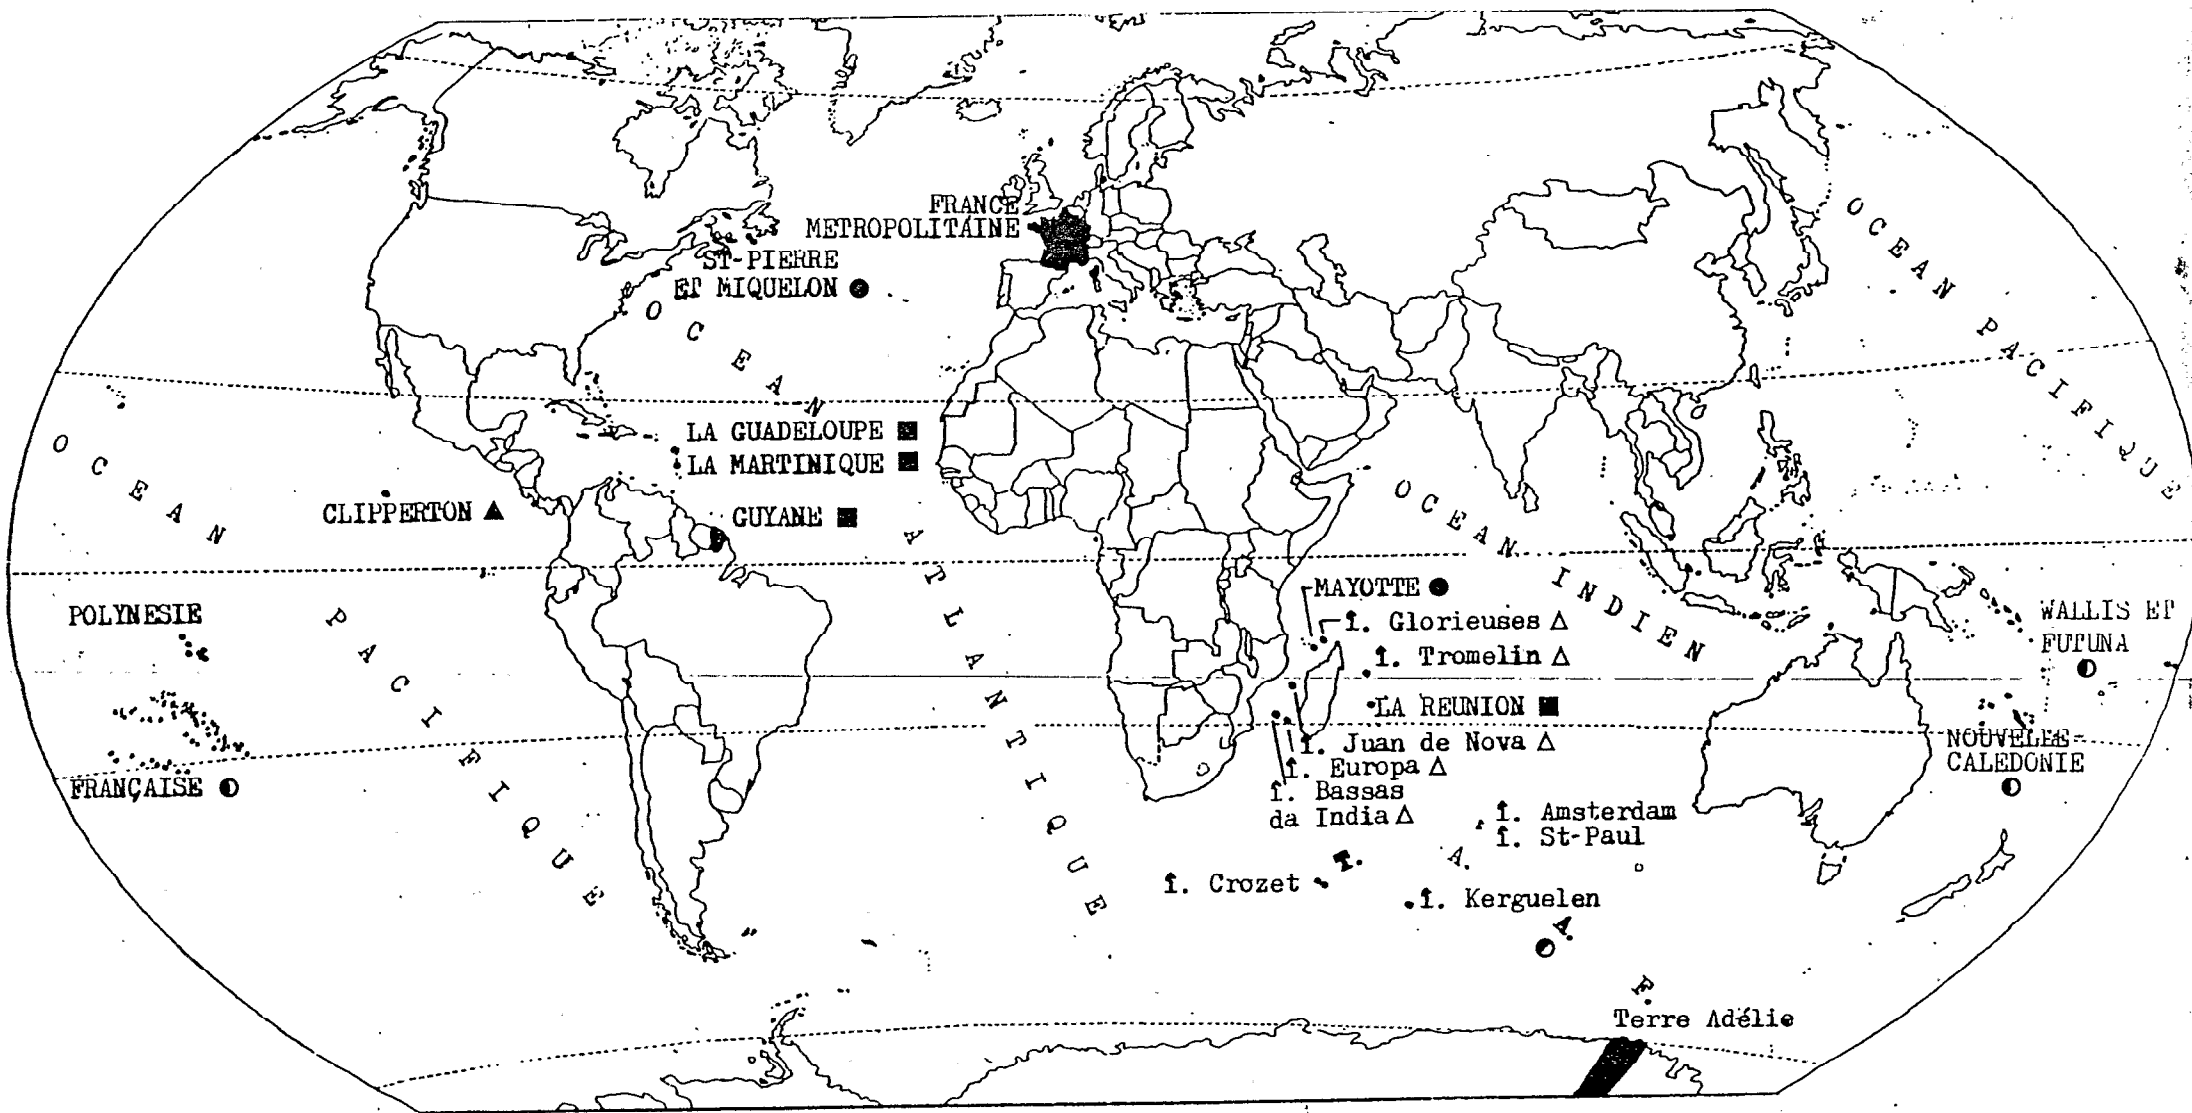 FRANCE
METROPOLITAINE
ST-PIERRE
ET MIQUELON
OCEAN
ATLANTIQUE
LA GUADELOUPE
LA MARTINIQUE
CLIPPERTON
GUYANE
OCEAN
PACIFIQUE
POLYNESIE
FRANÇAISE
OCEAN PACIFIQUE
OCEAN INDIEN
MAYOTTE
î. Glorieuses
î. Tromelin
LA REUNION
î. Juan de Nova
î. Europa
î. Bassas
da India
WALLIS ET
FUTUNA
NOUVELLE-
CALEDONIE
î. Amsterdam
î. St-Paul
î. Crozet
î. Kerguelen
T. A. A. F.
Terre Adélie